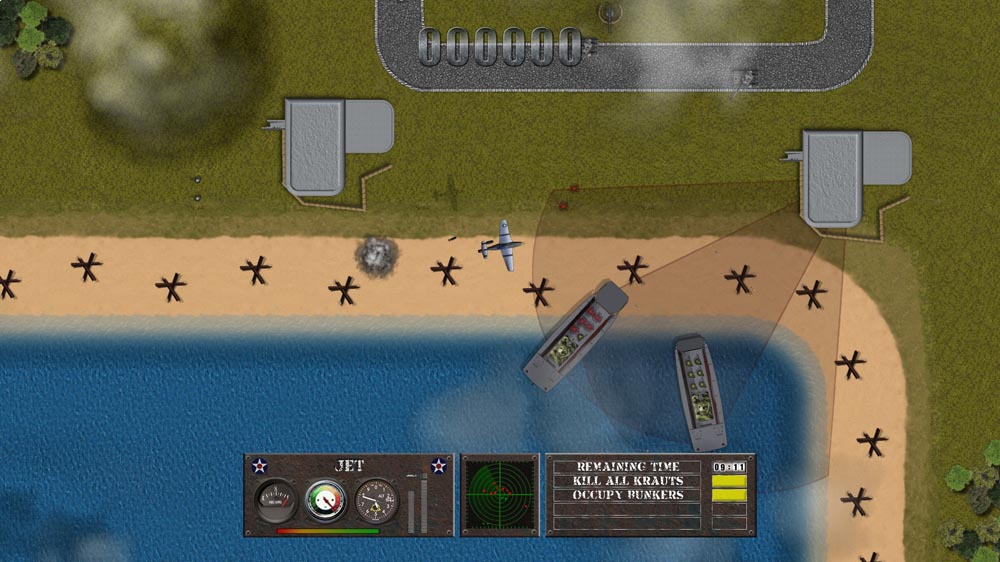 000000
JET
REMAINING TIME 09:11
KILL ALL KRAUTS
OCCUPY BUNKERS